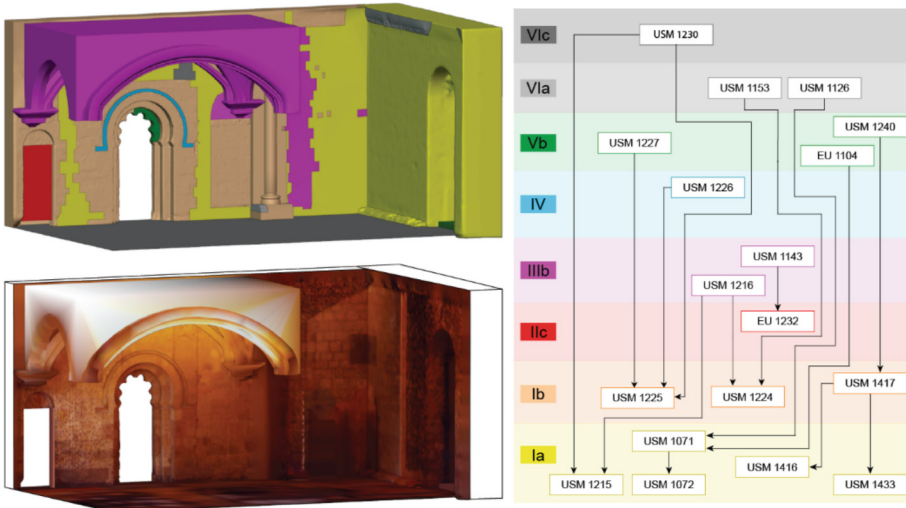 VIc
USM 1230
VIa
USM 1153
USM 1126
Vb
USM 1240
USM 1227
EU 1104
IV
USM 1226
IIIb
USM 1143
USM 1216
IIc
EU 1232
Ib
USM 1225
USM 1224
USM 1417
Ia
USM 1071
USM 1416
USM 1215
USM 1072
USM 1433